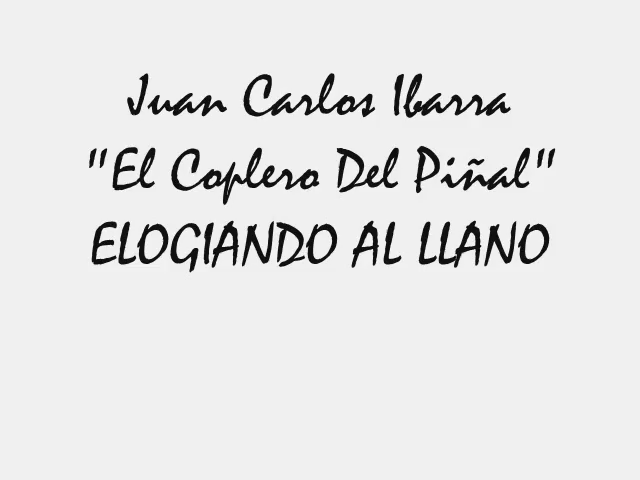 Juan Carlos Ibarra
"El Coplero Del Piñal"
ELOGIANDO AL LLANO